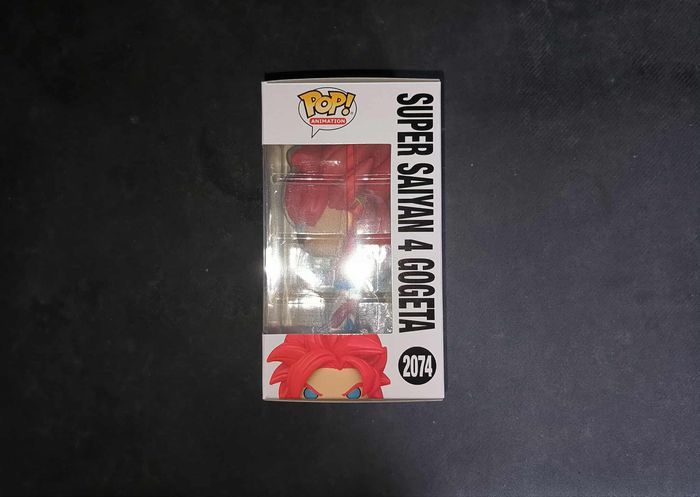 POP!
ANIMATION
SUPER SAIYAN 4 GOGETA
2074